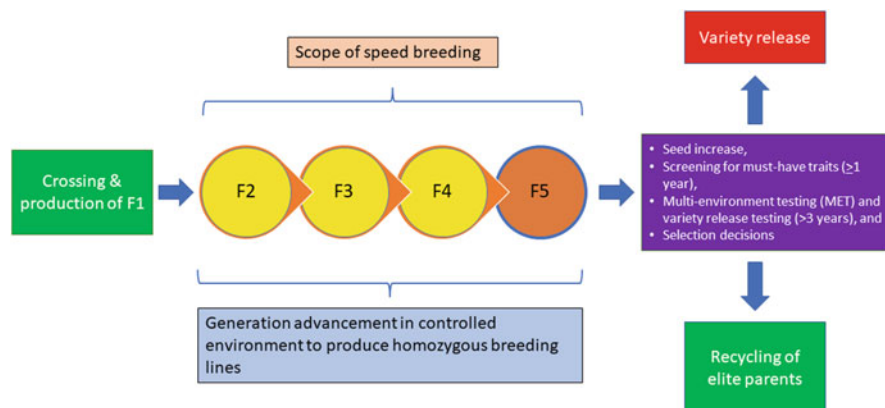 Scope of speed breeding
Variety release
Crossing &
production of F1
F2
F3
F4
F5
• Seed increase,
• Screening for must-have traits (≥1
year),
• Multi-environment testing (MET) and
variety release testing (>3 years), and
• Selection decisions
Generation advancement in controlled
environment to produce homozygous breeding
lines
Recycling of
elite parents